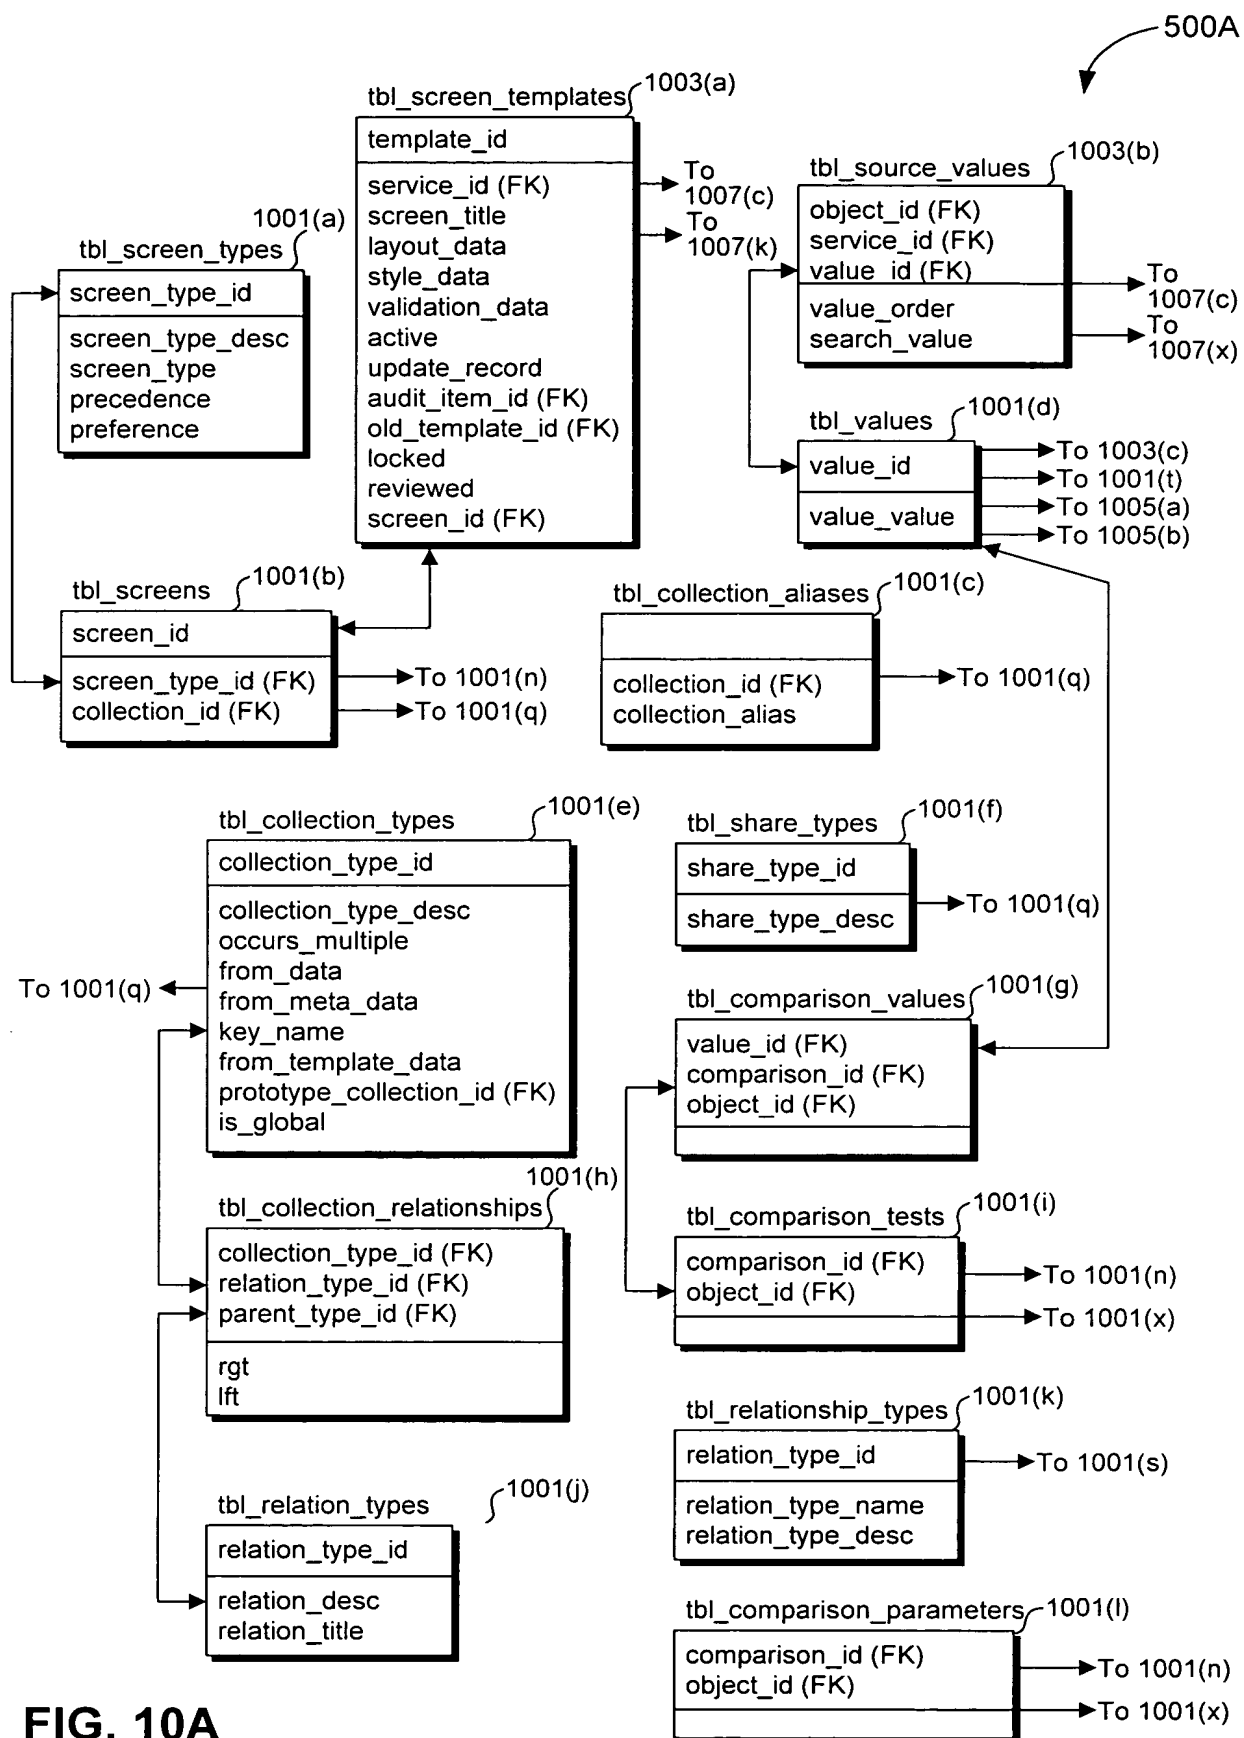 500A
tbl_screen_templates
1003(a)
template_id
service_id (FK)
screen_title
layout_data
style_data
validation_data
active
update_record
audit_item_id (FK)
old_template_id (FK)
locked
reviewed
screen_id (FK)
To
1007(c)
To
1007(k)
tbl_source_values
1003(b)
object_id (FK)
service_id (FK)
value_id (FK)
value_order
search_value
To
1007(c)
To
1007(x)
tbl_screen_types
1001(a)
screen_type_id
screen_type_desc
screen_type
precedence
preference
tbl_values
1001(d)
value_id
value_value
To 1003(c)
To 1001(t)
To 1005(a)
To 1005(b)
tbl_screens
1001(b)
screen_id
screen_type_id (FK)
collection_id (FK)
To 1001(n)
To 1001(q)
tbl_collection_aliases
1001(c)
collection_id (FK)
collection_alias
To 1001(q)
tbl_collection_types
1001(e)
collection_type_id
collection_type_desc
occurs_multiple
from_data
from_meta_data
key_name
from_template_data
prototype_collection_id (FK)
is_global
To 1001(q)
tbl_share_types
1001(f)
share_type_id
share_type_desc
To 1001(q)
tbl_comparison_values
1001(g)
value_id (FK)
comparison_id (FK)
object_id (FK)
tbl_collection_relationships
1001(h)
collection_type_id (FK)
relation_type_id (FK)
parent_type_id (FK)
rgt
lft
tbl_comparison_tests
1001(i)
comparison_id (FK)
object_id (FK)
To 1001(n)
To 1001(x)
tbl_relation_types
1001(j)
relation_type_id
relation_desc
relation_title
tbl_relationship_types
1001(k)
relation_type_id
relation_type_name
relation_type_desc
To 1001(s)
tbl_comparison_parameters
1001(l)
comparison_id (FK)
object_id (FK)
To 1001(n)
To 1001(x)
FIG. 10A